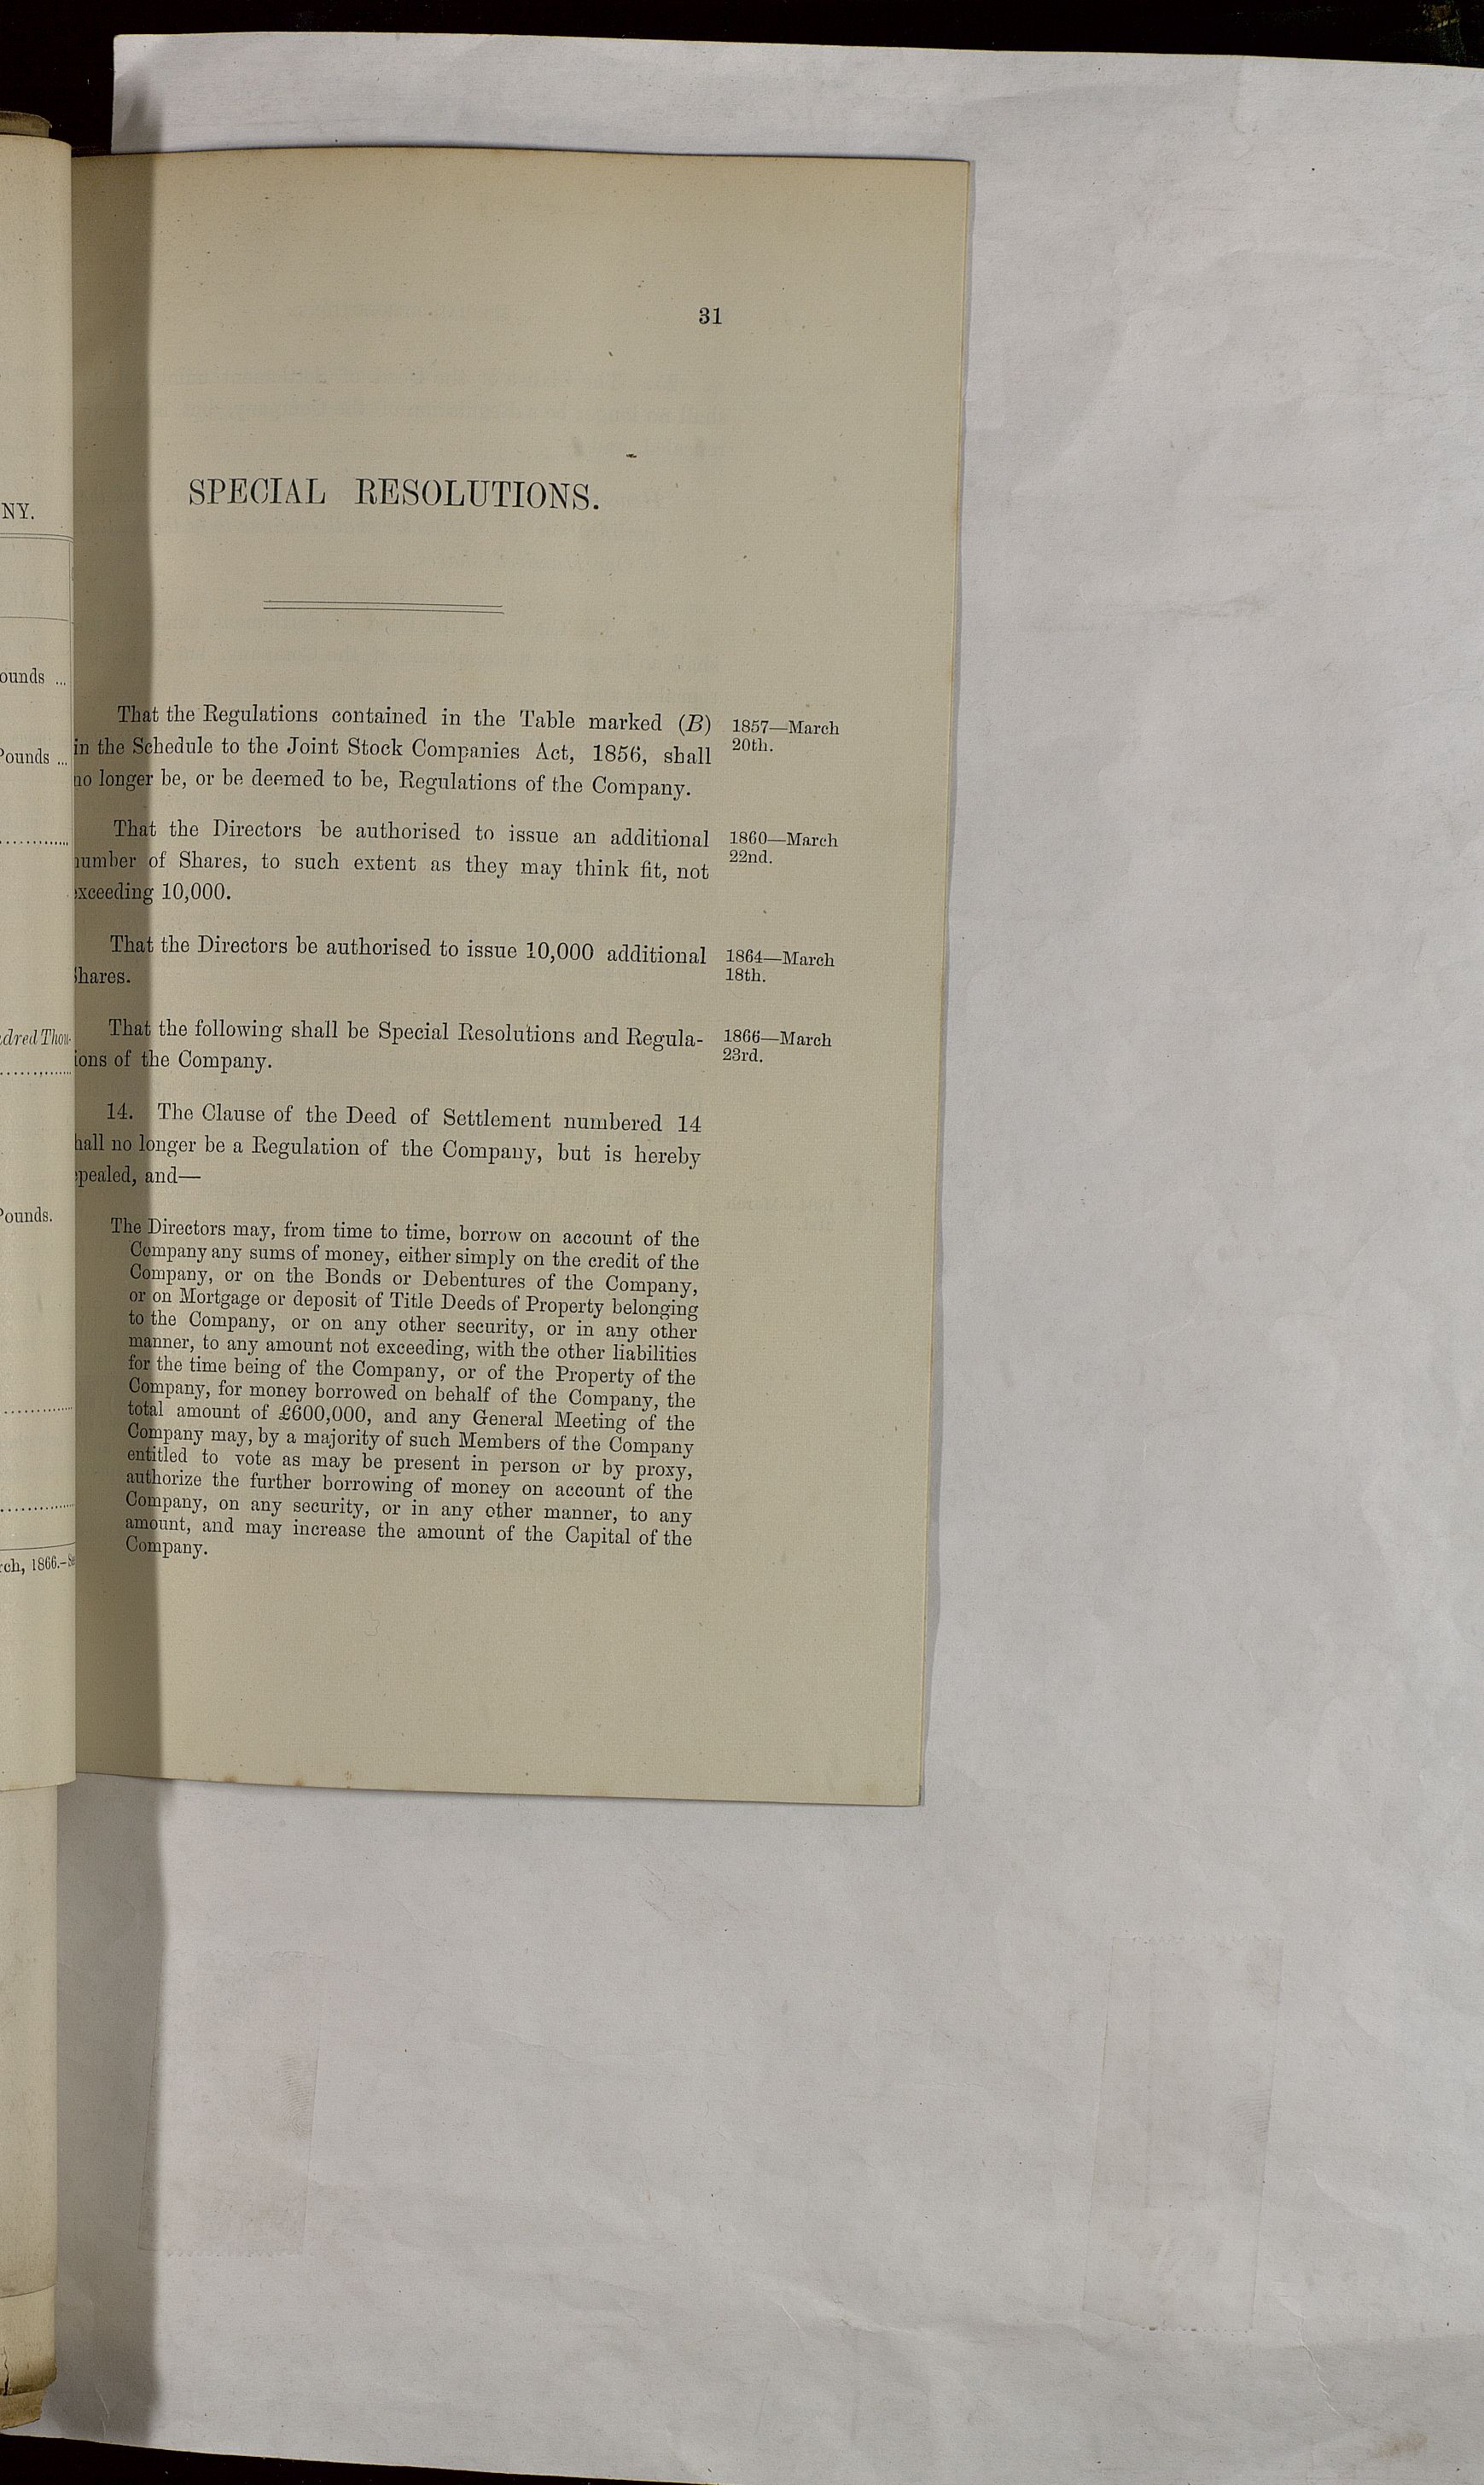 31
SPECIAL RESOLUTIONS.
That the Regulations contained in the Table marked (B)
in the Schedule to the Joint Stock Companies Act, 1856, shall
no longer be, or be deemed to be, Regulations of the Company.
1857—March
20th.
That the Directors be authorised to issue an additional
number of Shares, to such extent as they may think fit, not
exceeding 10,000.
1860—March
22nd.
That the Directors be authorised to issue 10,000 additional
hares.
1864—March
18th.
That the following shall be Special Resolutions and Regula-
ions of the Company.
1866—March
23rd.
14. The Clause of the Deed of Settlement numbered 14
hall no longer be a Regulation of the Company, but is hereby
epealed, and—
The Directors may, from time to time, borrow on account of the
Company any sums of money, either simply on the credit of the
Company, or on the Bonds or Debentures of the Company,
or on Mortgage or deposit of Title Deeds of Property belonging
to the Company, or on any other security, or in any other
manner, to any amount not exceeding, with the other liabilities
for the time being of the Company, or of the Property of the
Company, for money borrowed on behalf of the Company, the
total amount of £600,000, and any General Meeting of the
Company may, by a majority of such Members of the Company
entitled to vote as may be present in person or by proxy,
authorize the further borrowing of money on account of the
Company, on any security, or in any other manner, to any
amount, and may increase the amount of the Capital of the
Company.
NY.
ounds ...
Pounds ...
dred Thou-
Pounds.
rch, 1866.—